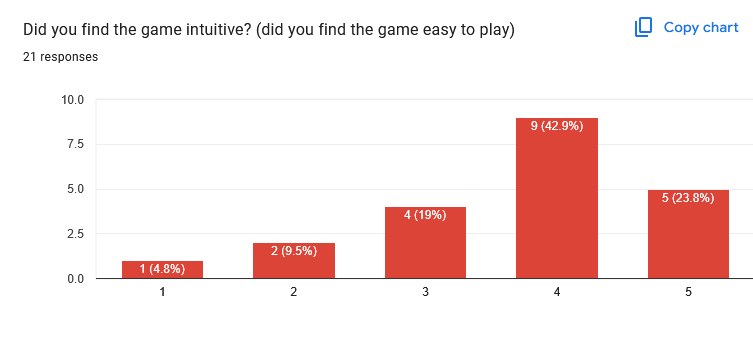 Did you find the game intuitive? (did you find the game easy to play)
Copy chart
21 responses
10.0
7.5
5.0
2.5
0.0
1 (4.8%)
2 (9.5%)
4 (19%)
9 (42.9%)
5 (23.8%)
1 2 3 4 5